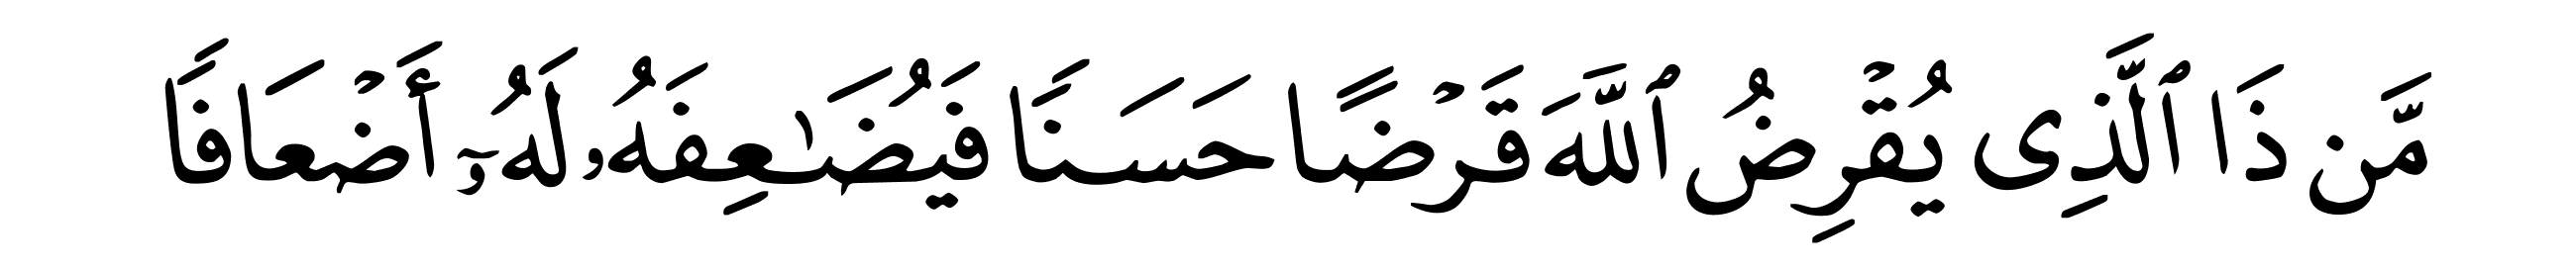 مَّن ذَا ٱلَّذِى يُقْرِضُ ٱللَّهَ قَرْضًا حَسَنًا فَيُضَـٰعِفَهُۥ لَهُۥٓ أَضْعَافًا